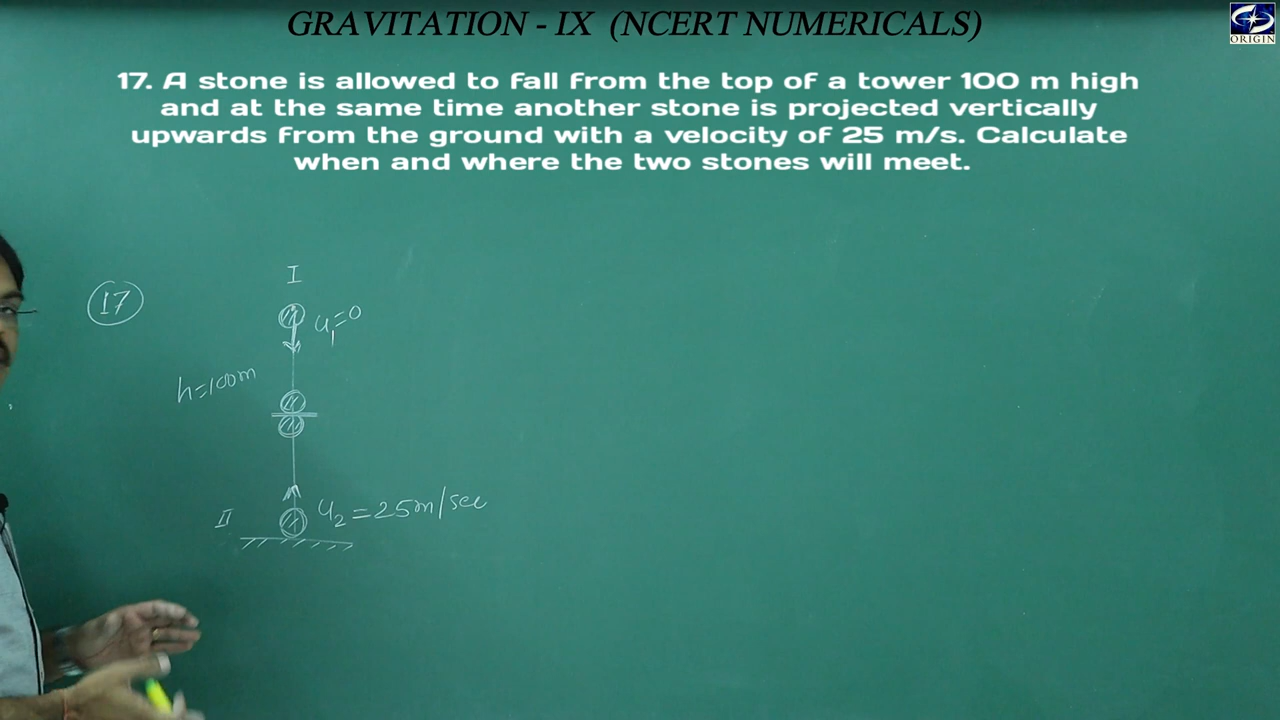 GRAVITATION - IX (NCERT NUMERICALS)
ORIGIN
17. A stone is allowed to fall from the top of a tower 100 m high
and at the same time another stone is projected vertically
upwards from the ground with a velocity of 25 m/s. Calculate
when and where the two stones will meet.
17
I
u₁=0
h=100m
II
u₂=25m/sec